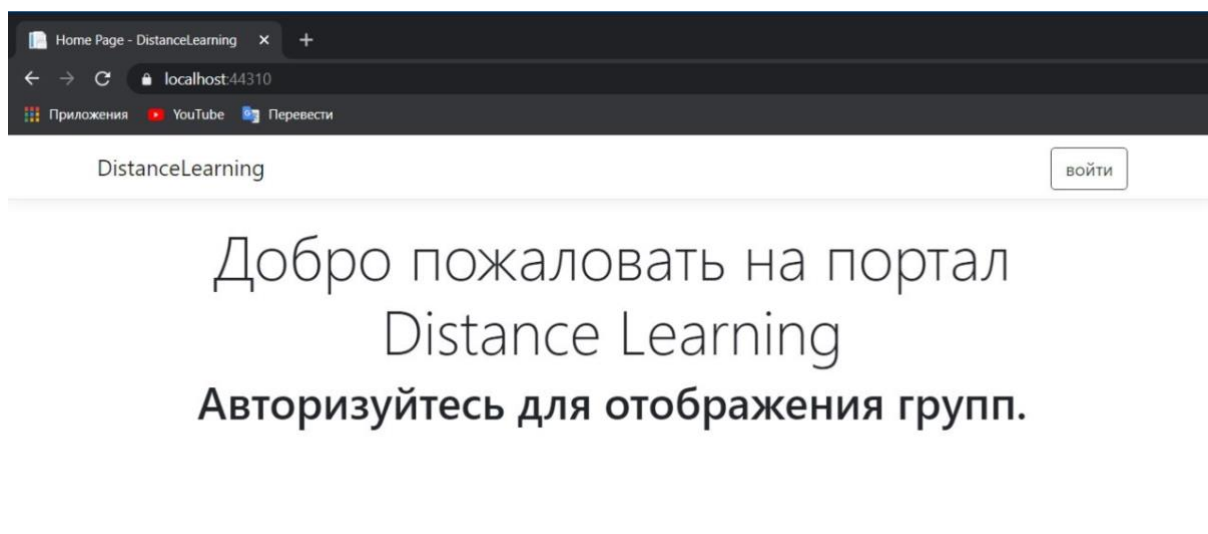 Home Page - DistanceLearning
localhost:44310
Приложения YouTube Перевести
DistanceLearning войти
Добро пожаловать на портал
Distance Learning
Авторизуйтесь для отображения групп.